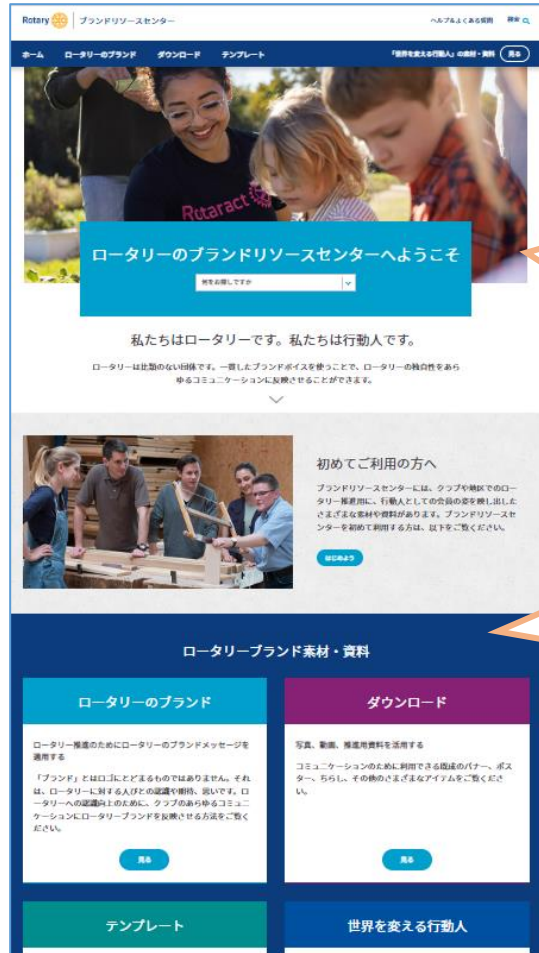 Rotary ブランドリソースセンター
ヘルプ&よくある質問
ホーム ロータリーのブランド ダウンロード テンプレート 「世界を変える行動人」の素材・資料 見る
Rotaract
ロータリーのブランドリソースセンターへようこそ
何をお探しですか
私たちはロータリーです。私たちは行動人です。
ロータリーは比類のない団体です。一貫したブランドボイスを使うことで、ロータリーの独自性をあら
ゆるコミュニケーションに反映させることができます。
初めてご利用の方へ
ブランドリソースセンターには、クラブや地区でのロー
タリー推進用に、行動人としての会員の姿を映し出した
さまざまな素材や資料があります。ブランドリソースセ
ンターを初めて利用する方は、以下をご覧ください。
はじめよう
ロータリーブランド素材・資料
ロータリーのブランド
ロータリー推進のためにロータリーのブランドメッセージを
適用する
「ブランド」とはロゴにとどまるものではありません。それ
は、ロータリーに対する人びとの認識や期待、思いです。ロ
ータリーへの認識向上のために、クラブのあらゆるコミュニ
ケーションにロータリーブランドを反映させる方法をご覧く
ださい。
見る
ダウンロード
写真、動画、推進用資料を活用する
コミュニケーションのために利用できる既成のバナー、ポス
ター、ちらし、その他のさまざまなアイテムをご覧くださ
い。
見る
テンプレート
世界を変える行動人